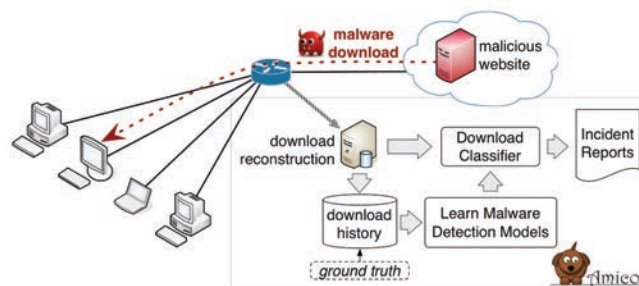 malware
download
malicious
website
download
reconstruction
Download
Classifier
Incident
Reports
download
history
Learn Malware
Detection Models
ground truth
Amico